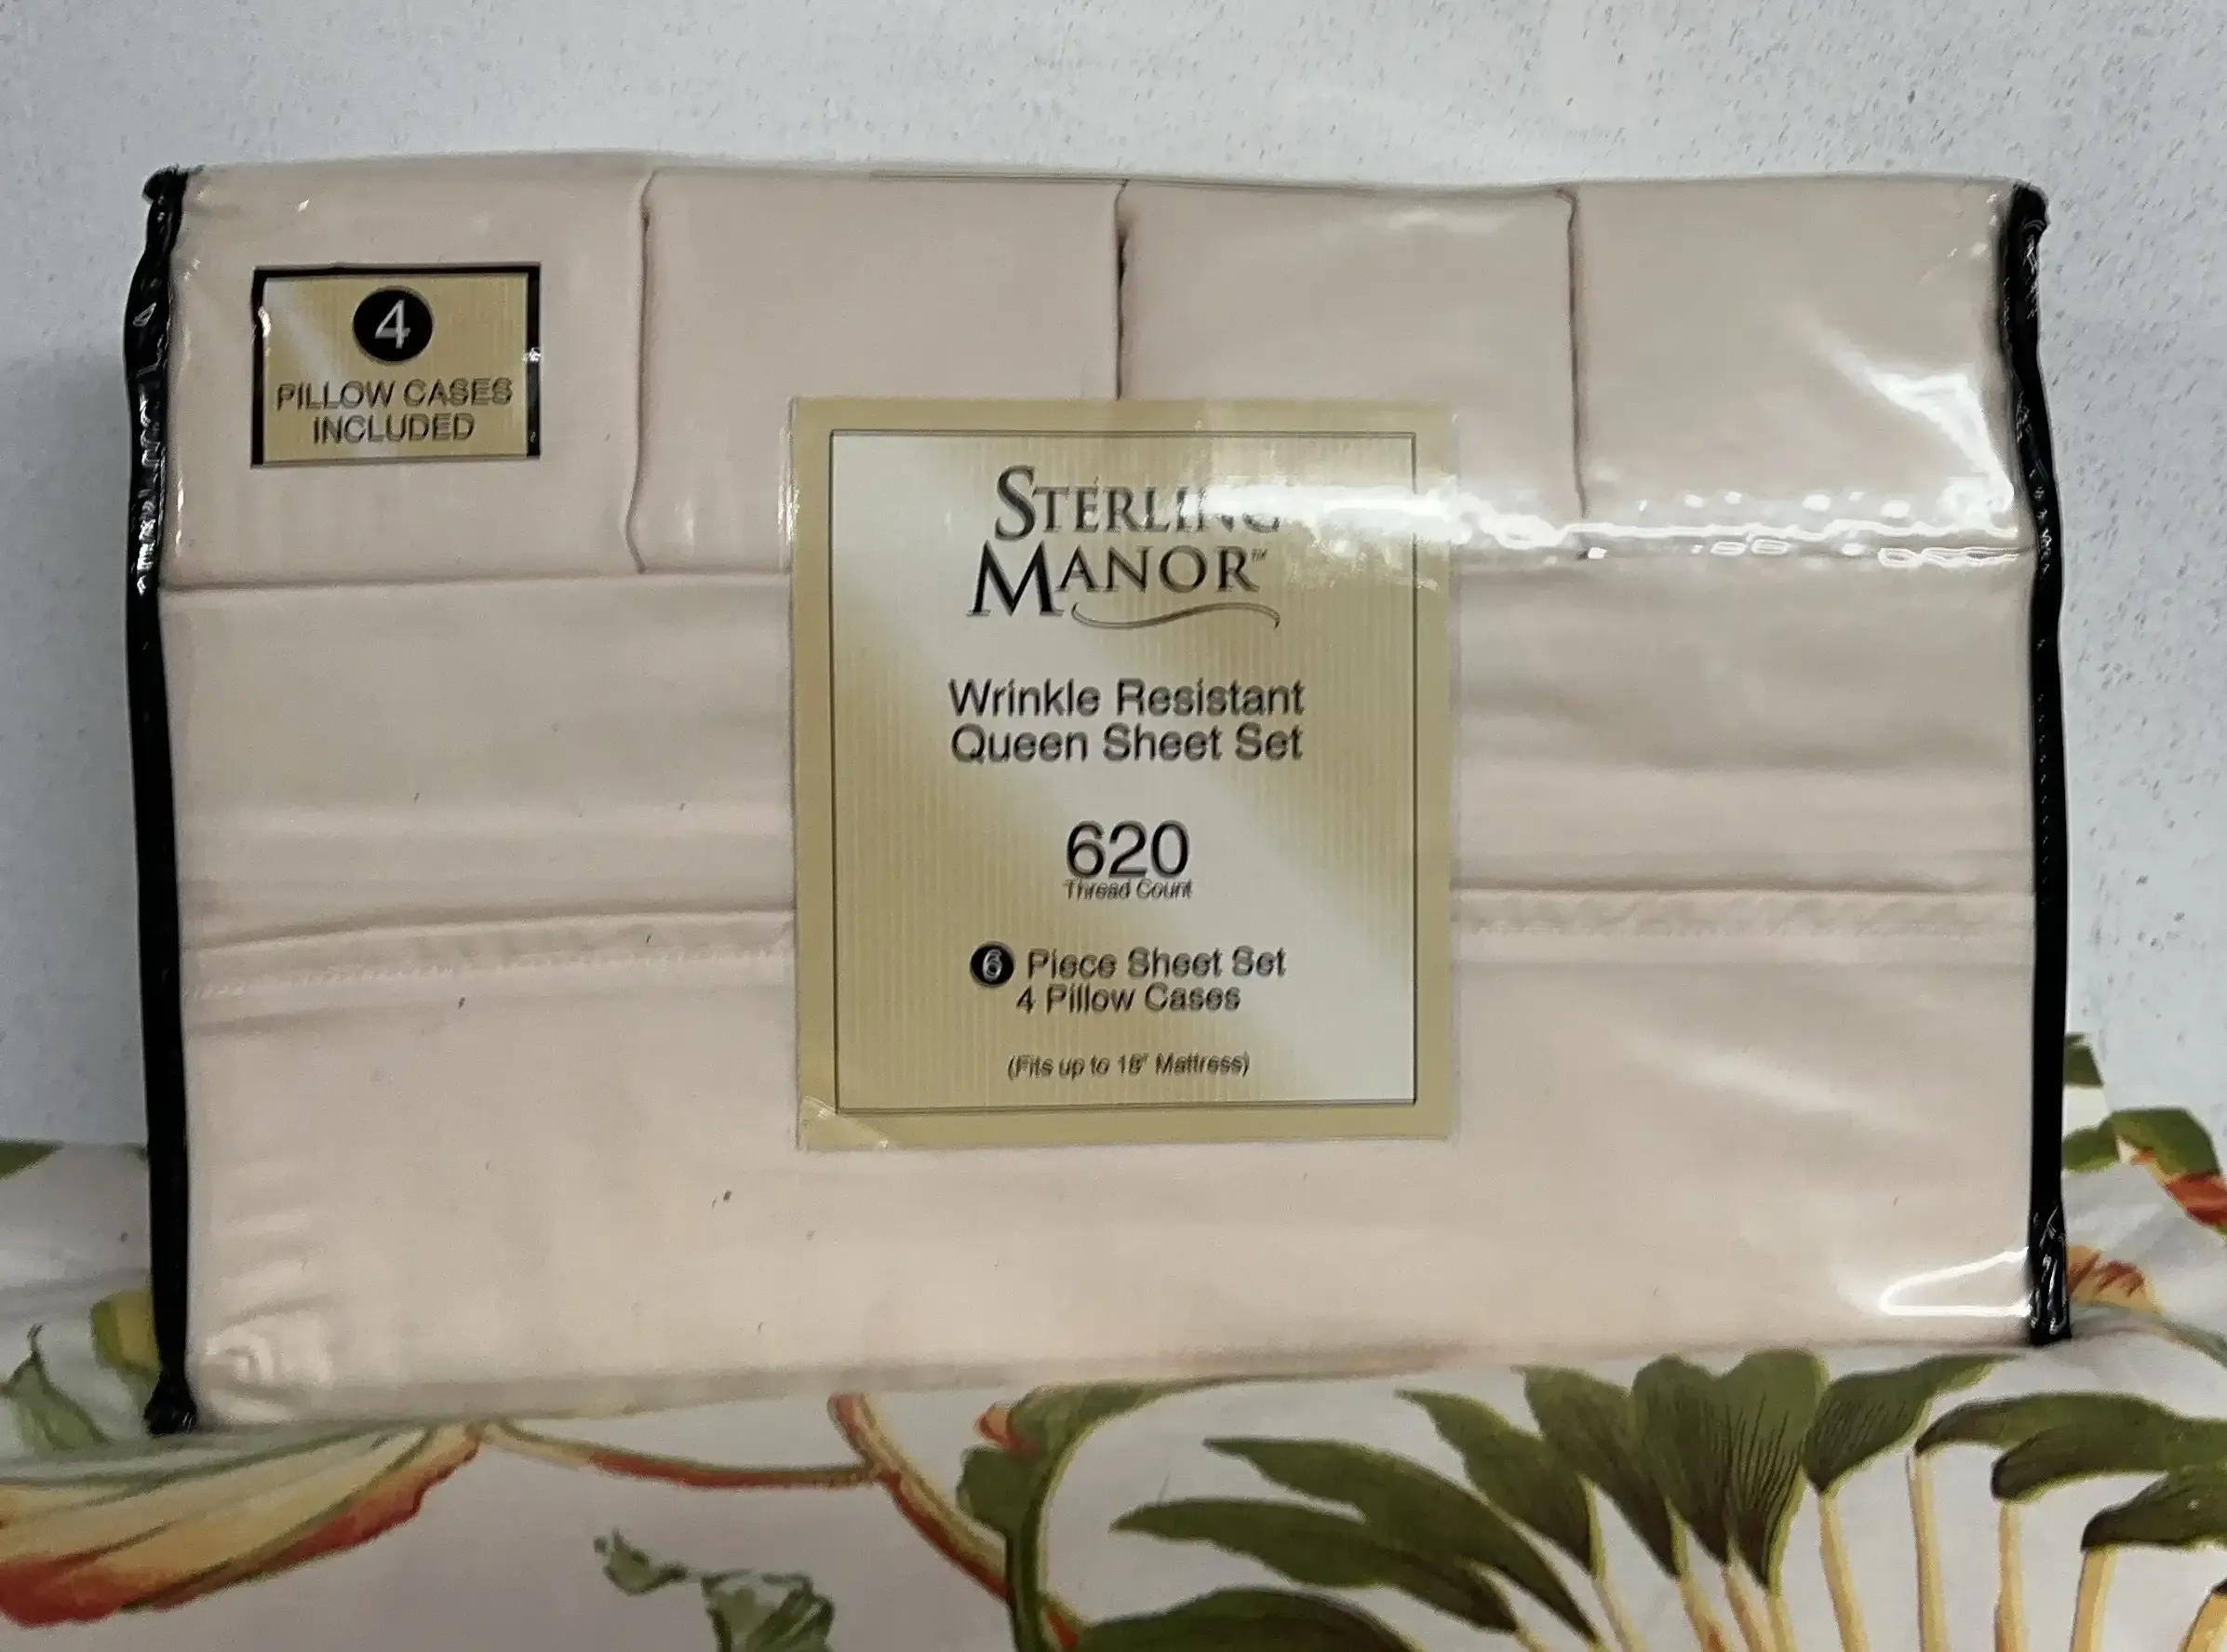 4
PILLOW CASES
INCLUDED
STERLING
MANOR™
Wrinkle Resistant
Queen Sheet Set
620
Thread Count
6 Piece Sheet Set
4 Pillow Cases
(Fits up to 18" Mattress)